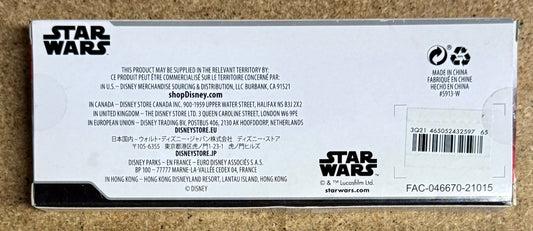 STAR
WARS
THIS PRODUCT MAY BE SUPPLIED IN THE RELEVANT TERRITORY BY:
CE PRODUIT PEUT ÊTRE COMMERCIALISÉ SUR LE TERRITOIRE CONCERNÉ PAR:
IN U.S. - DISNEY MERCHANDISE SOURCING & DISTRIBUTION, LLC BURBANK, CA 91521
shopDisney.com
IN CANADA - DISNEY STORE CANADA INC. 900-1959 UPPER WATER STREET, HALIFAX NS B3J 2X2
IN UNITED KINGDOM - THE DISNEY STORE LTD. 3 QUEEN CAROLINE STREET, LONDON W6 9PE
IN EUROPEAN UNION - DISNEY TRADING BV, POSTBUS 406, 2130 AK HOOFDDORP, NETHERLANDS
DISNEYSTORE.EU
日本国内 - ウォルト・ディズニー・ジャパン株式会社 ディズニー・ストア
〒105-6355 東京都港区虎ノ門1-23-1 虎ノ門ヒルズ
DISNEYSTORE.JP
DISNEY PARKS - EN FRANCE - EURO DISNEY ASSOCIÉS S.A.S.
BP 100 - 77777 MARNE-LA-VALLÉE CEDEX 04, FRANCE
IN HONG KONG - HONG KONG DISNEYLAND RESORT, LANTAU ISLAND, HONG KONG
© DISNEY
MADE IN CHINA
FABRIQUÉ EN CHINE
HECHO EN CHINA
#5913-W
3Q21 465052432597 65
STAR
WARS
© & ™ Lucasfilm Ltd.
starwars.com
FAC-046670-21015